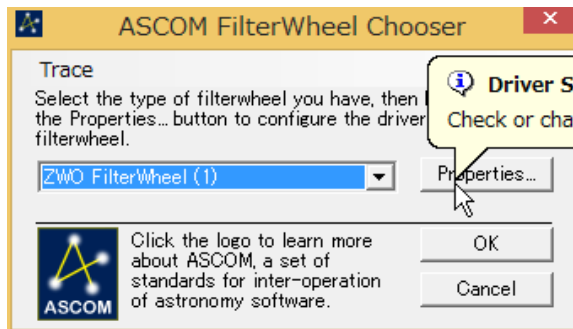 ASCOM FilterWheel Chooser
Trace
Driver S
Select the type of filterwheel you have, then
the Properties... button to configure the driver
Check or cha
filterwheel.
ZWO FilterWheel (1)
Properties...
Click the logo to learn more
about ASCOM, a set of
standards for inter-operation
of astronomy software.
OK
Cancel
ASCOM